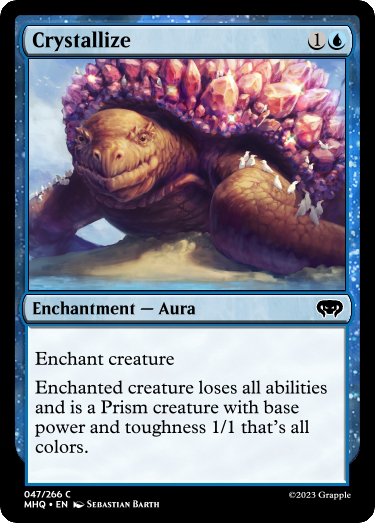 Crystallize 1
Enchantment — Aura
Enchant creature
Enchanted creature loses all abilities
and is a Prism creature with base
power and toughness 1/1 that's all
colors.
047/266 C
MHQ • EN Sebastian Barth
©2023 Grapple